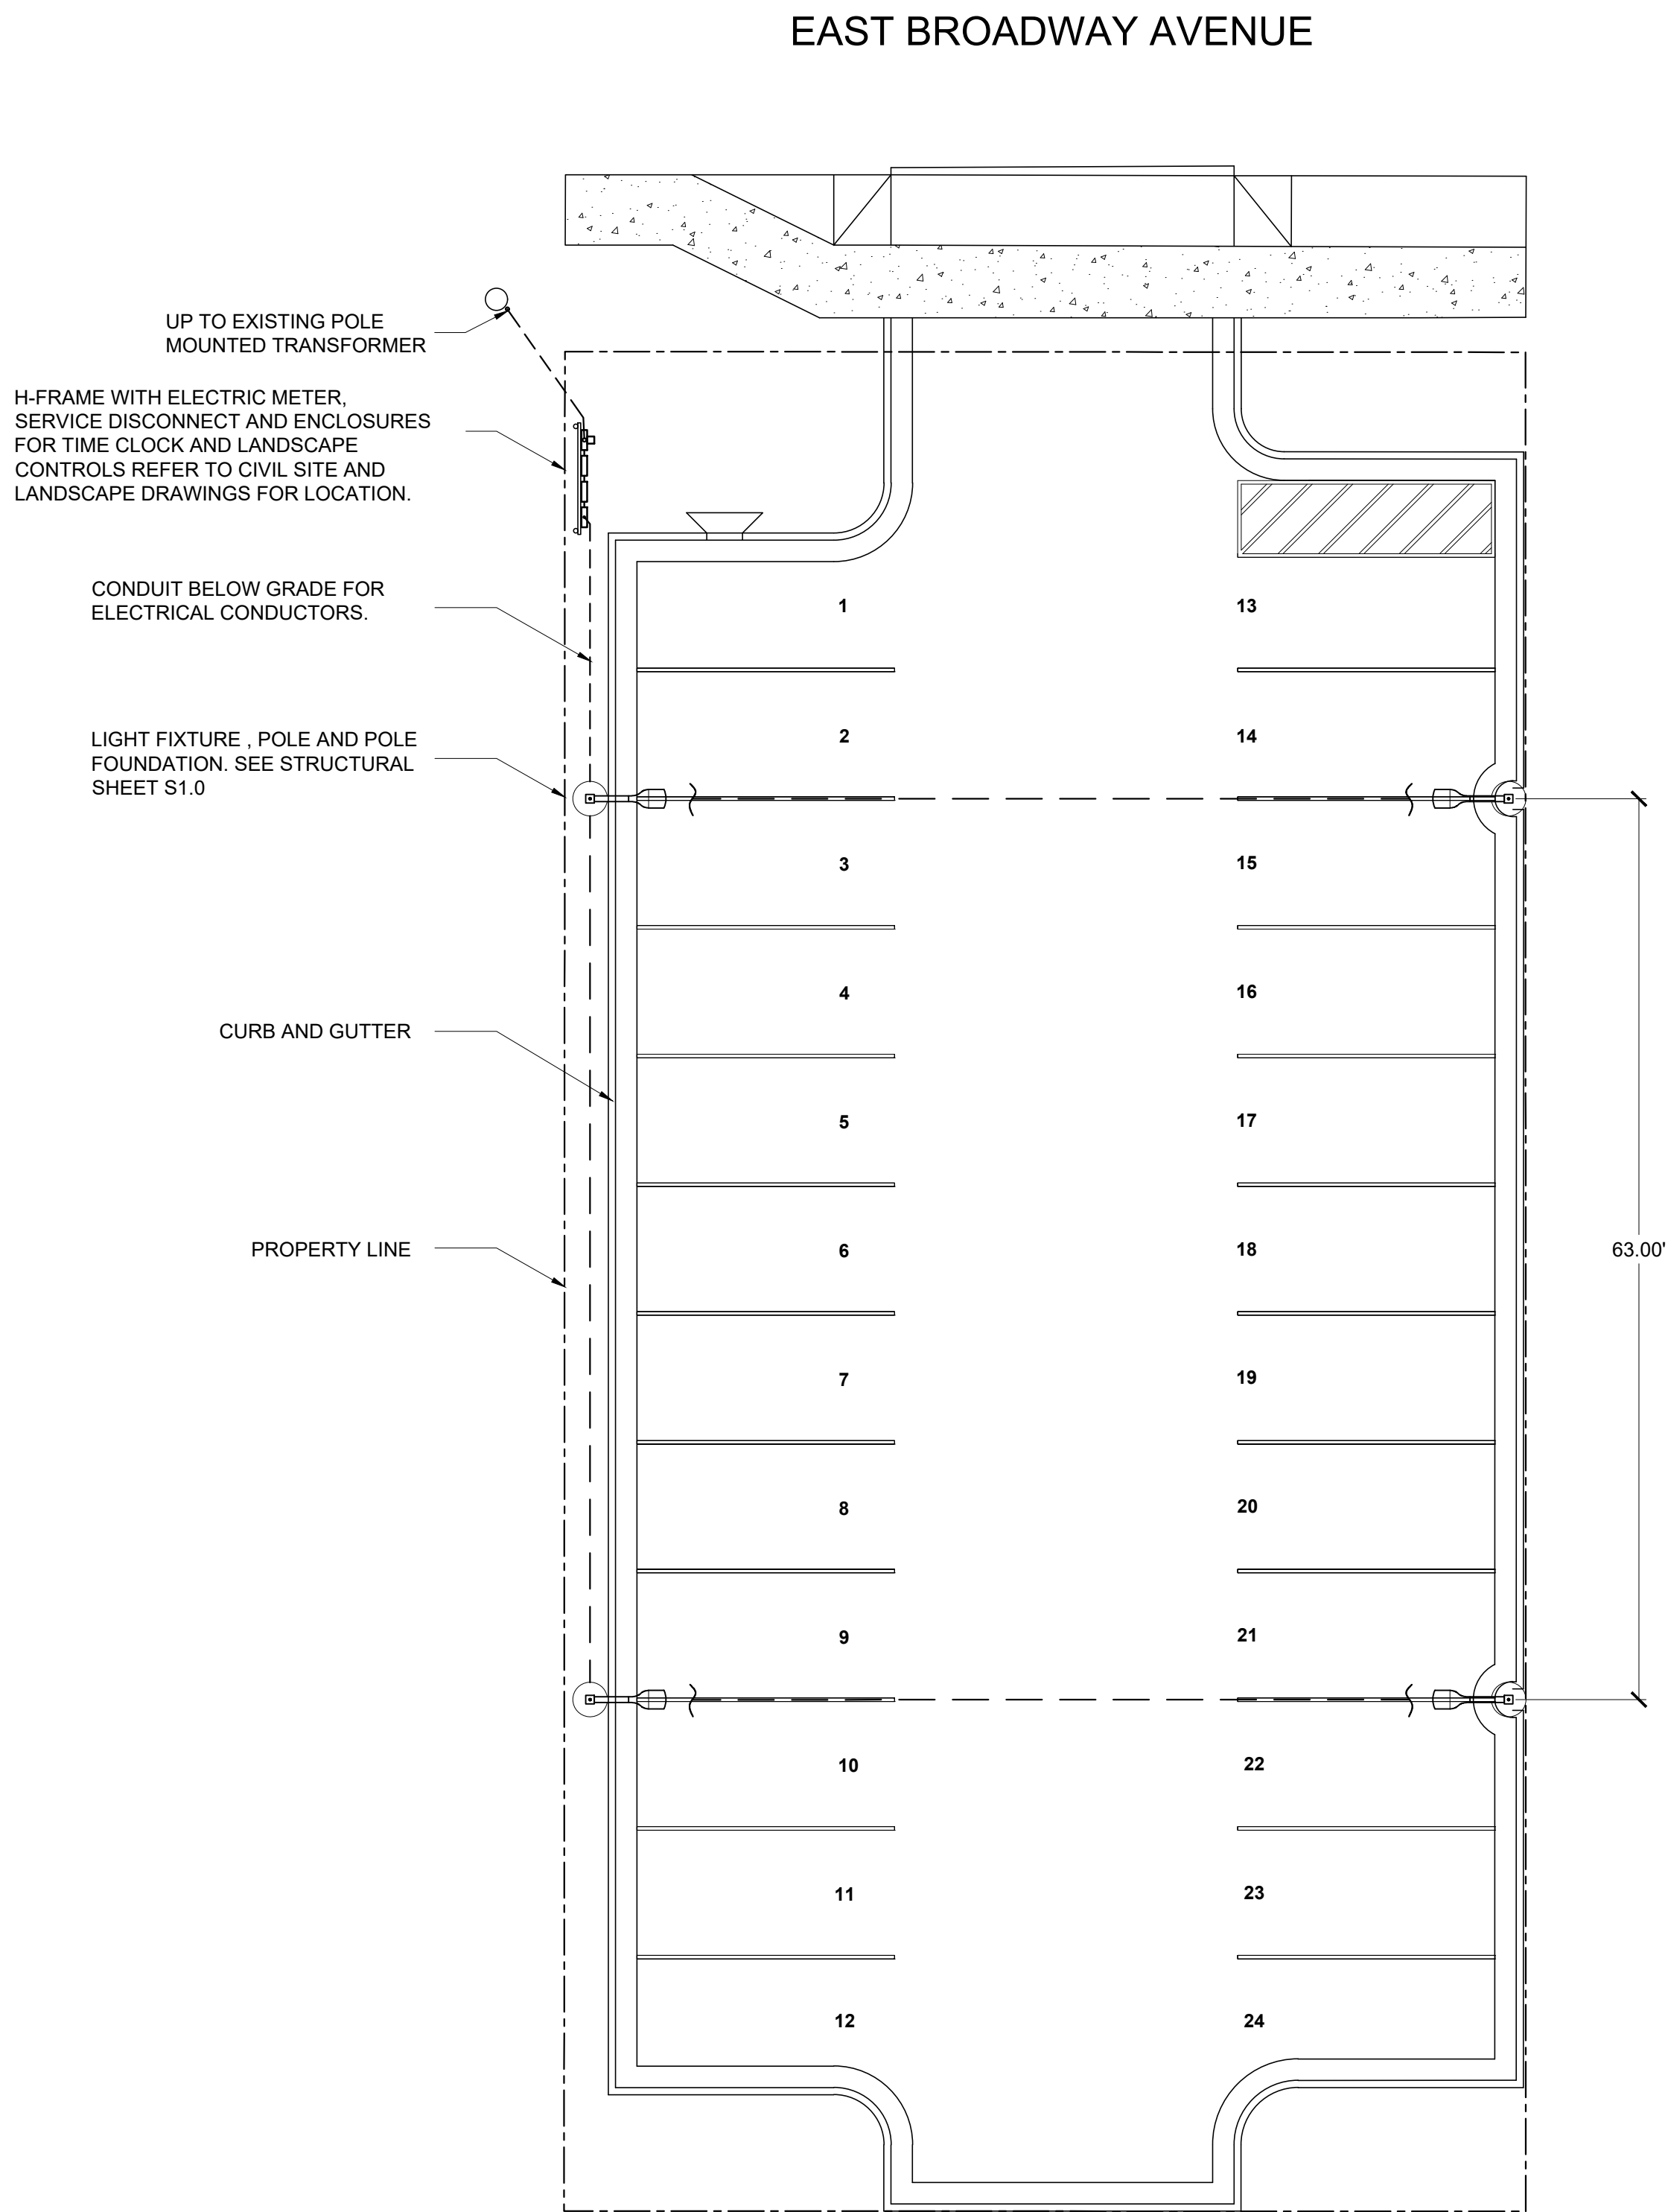 EAST BROADWAY AVENUE
UP TO EXISTING POLE
MOUNTED TRANSFORMER
H-FRAME WITH ELECTRIC METER,
SERVICE DISCONNECT AND ENCLOSURES
FOR TIME CLOCK AND LANDSCAPE
CONTROLS REFER TO CIVIL SITE AND
LANDSCAPE DRAWINGS FOR LOCATION.
CONDUIT BELOW GRADE FOR
ELECTRICAL CONDUCTORS.
LIGHT FIXTURE , POLE AND POLE
FOUNDATION. SEE STRUCTURAL
SHEET S1.0
CURB AND GUTTER
PROPERTY LINE
1
2
3
4
5
6
7
8
9
10
11
12
13
14
15
16
17
18
19
20
21
22
23
24
63.00'